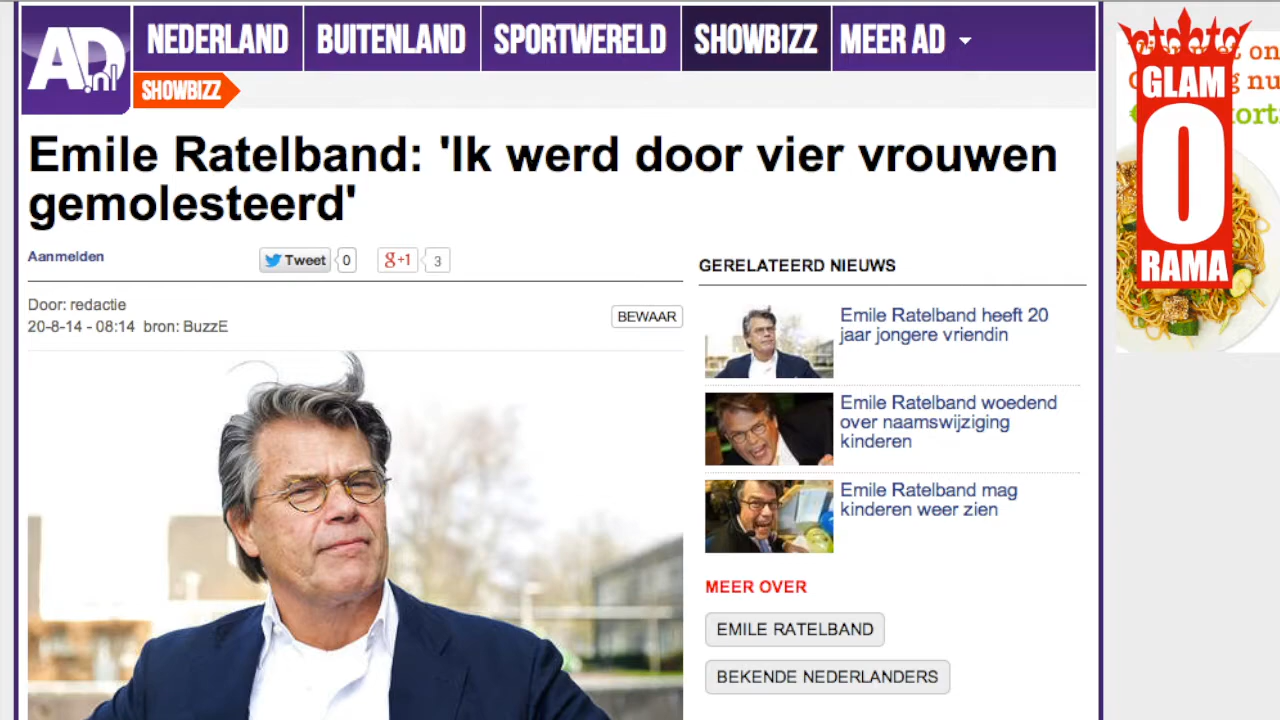 AD.nl
NEDERLAND
BUITENLAND
SPORTWERELD
SHOWBIZZ
MEER AD
SHOWBIZZ
Emile Ratelband: 'Ik werd door vier vrouwen
gemolesteerd'
Aanmelden
Tweet 0
g+1 3
Door: redactie
20-8-14 - 08:14 bron: BuzzE
BEWAAR
GERELATEERD NIEUWS
Emile Ratelband heeft 20
jaar jongere vriendin
Emile Ratelband woedend
over naamswijziging
kinderen
Emile Ratelband mag
kinderen weer zien
MEER OVER
EMILE RATELBAND
BEKENDE NEDERLANDERS
GLAM
O
RAMA